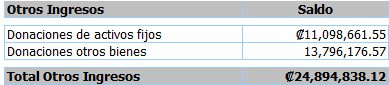 Otros Ingresos Saldo
Donaciones de activos fijos ₡11,098,661.55
Donaciones otros bienes 13,796,176.57
Total Otros Ingresos ₡24,894,838.12